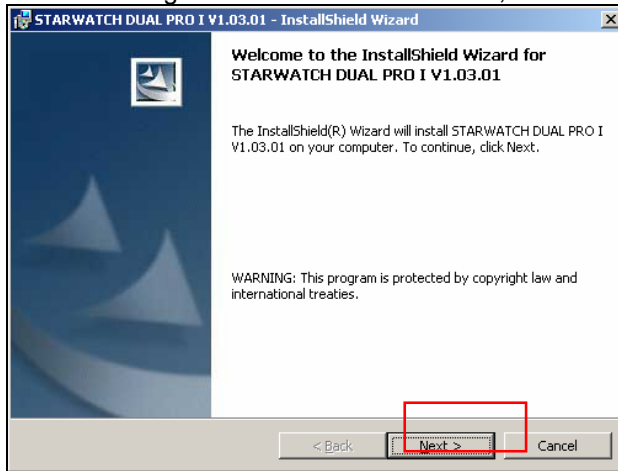 STARWATCH DUAL PRO I V1.03.01 - InstallShield Wizard
Welcome to the InstallShield Wizard for
STARWATCH DUAL PRO I V1.03.01
The InstallShield(R) Wizard will install STARWATCH DUAL PRO I
V1.03.01 on your computer. To continue, click Next.
WARNING: This program is protected by copyright law and
international treaties.
< Back Next > Cancel